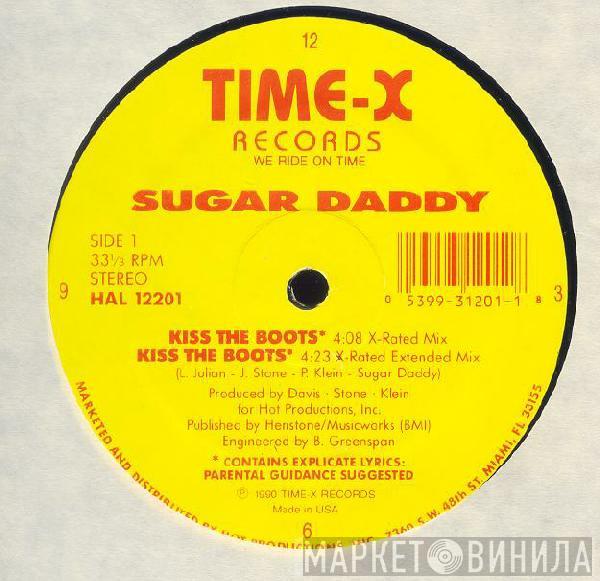 12
TIME-X
RECORDS
WE RIDE ON TIME
SUGAR DADDY
SIDE 1
33⅓ RPM
STEREO
HAL 12201
9
3
0 5399-31201-1 8
KISS THE BOOTS* 4:08 X-Rated Mix
KISS THE BOOTS* 4:23 X-Rated Extended Mix
(L. Julian - J. Stone - P. Klein - Sugar Daddy)
Produced by Davis - Stone - Klein
for Hot Productions, Inc.
Published by Henstone/Musicworks (BMI)
Engineered by B. Greenspan
* CONTAINS EXPLICATE LYRICS:
PARENTAL GUIDANCE SUGGESTED
℗ 1990 TIME-X RECORDS
Made in USA
6
MARKETED AND DISTRIBUTED BY HOT PRODUCTIONS, INC. 7360 S.W. 48th ST. MIAMI, FL 33155
МАРКЕТ ВИНИЛА